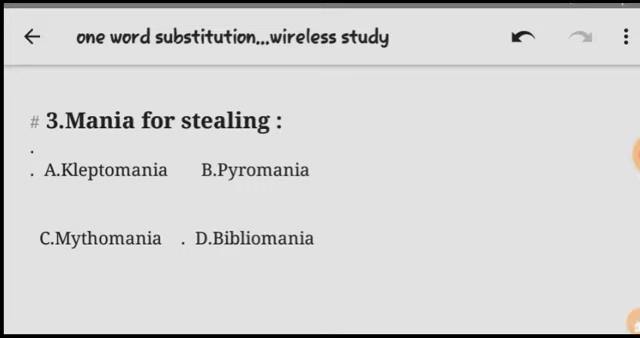 one word substitution...wireless study
# 3.Mania for stealing :
.
. A.Kleptomania B.Pyromania
C.Mythomania . D.Bibliomania